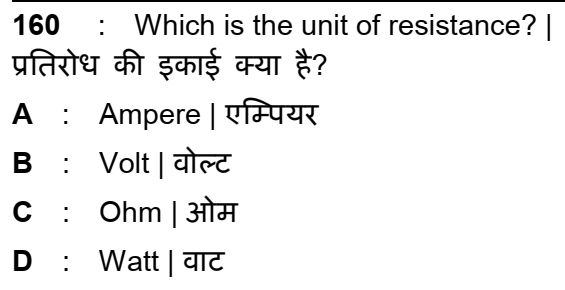 160 : Which is the unit of resistance? |
प्रतिरोध की इकाई क्या है?
A : Ampere | एम्पियर
B : Volt | वोल्ट
C : Ohm | ओम
D : Watt | वाट